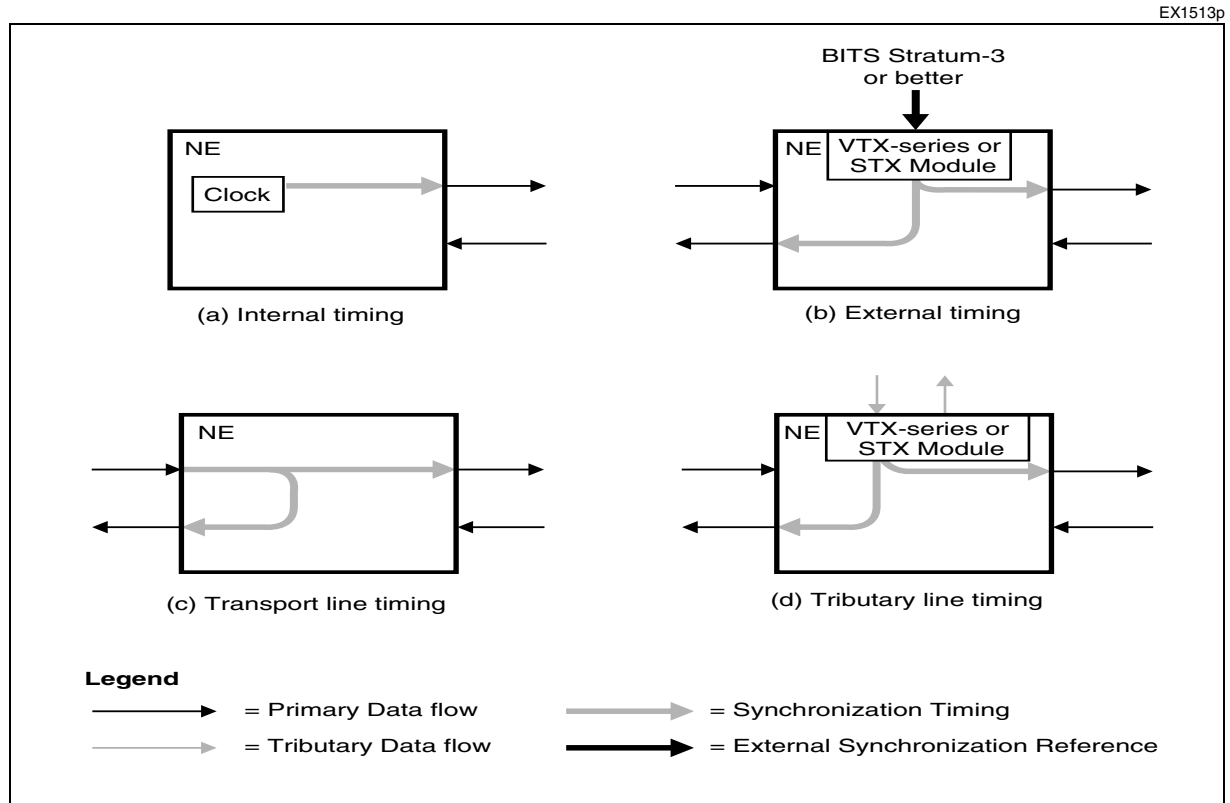 EX1513p
NE
Clock
(a) Internal timing
BITS Stratum-3
or better
NE
VTX-series or
STX Module
(b) External timing
NE
(c) Transport line timing
NE
VTX-series or
STX Module
(d) Tributary line timing
Legend
= Primary Data flow
= Tributary Data flow
= Synchronization Timing
= External Synchronization Reference